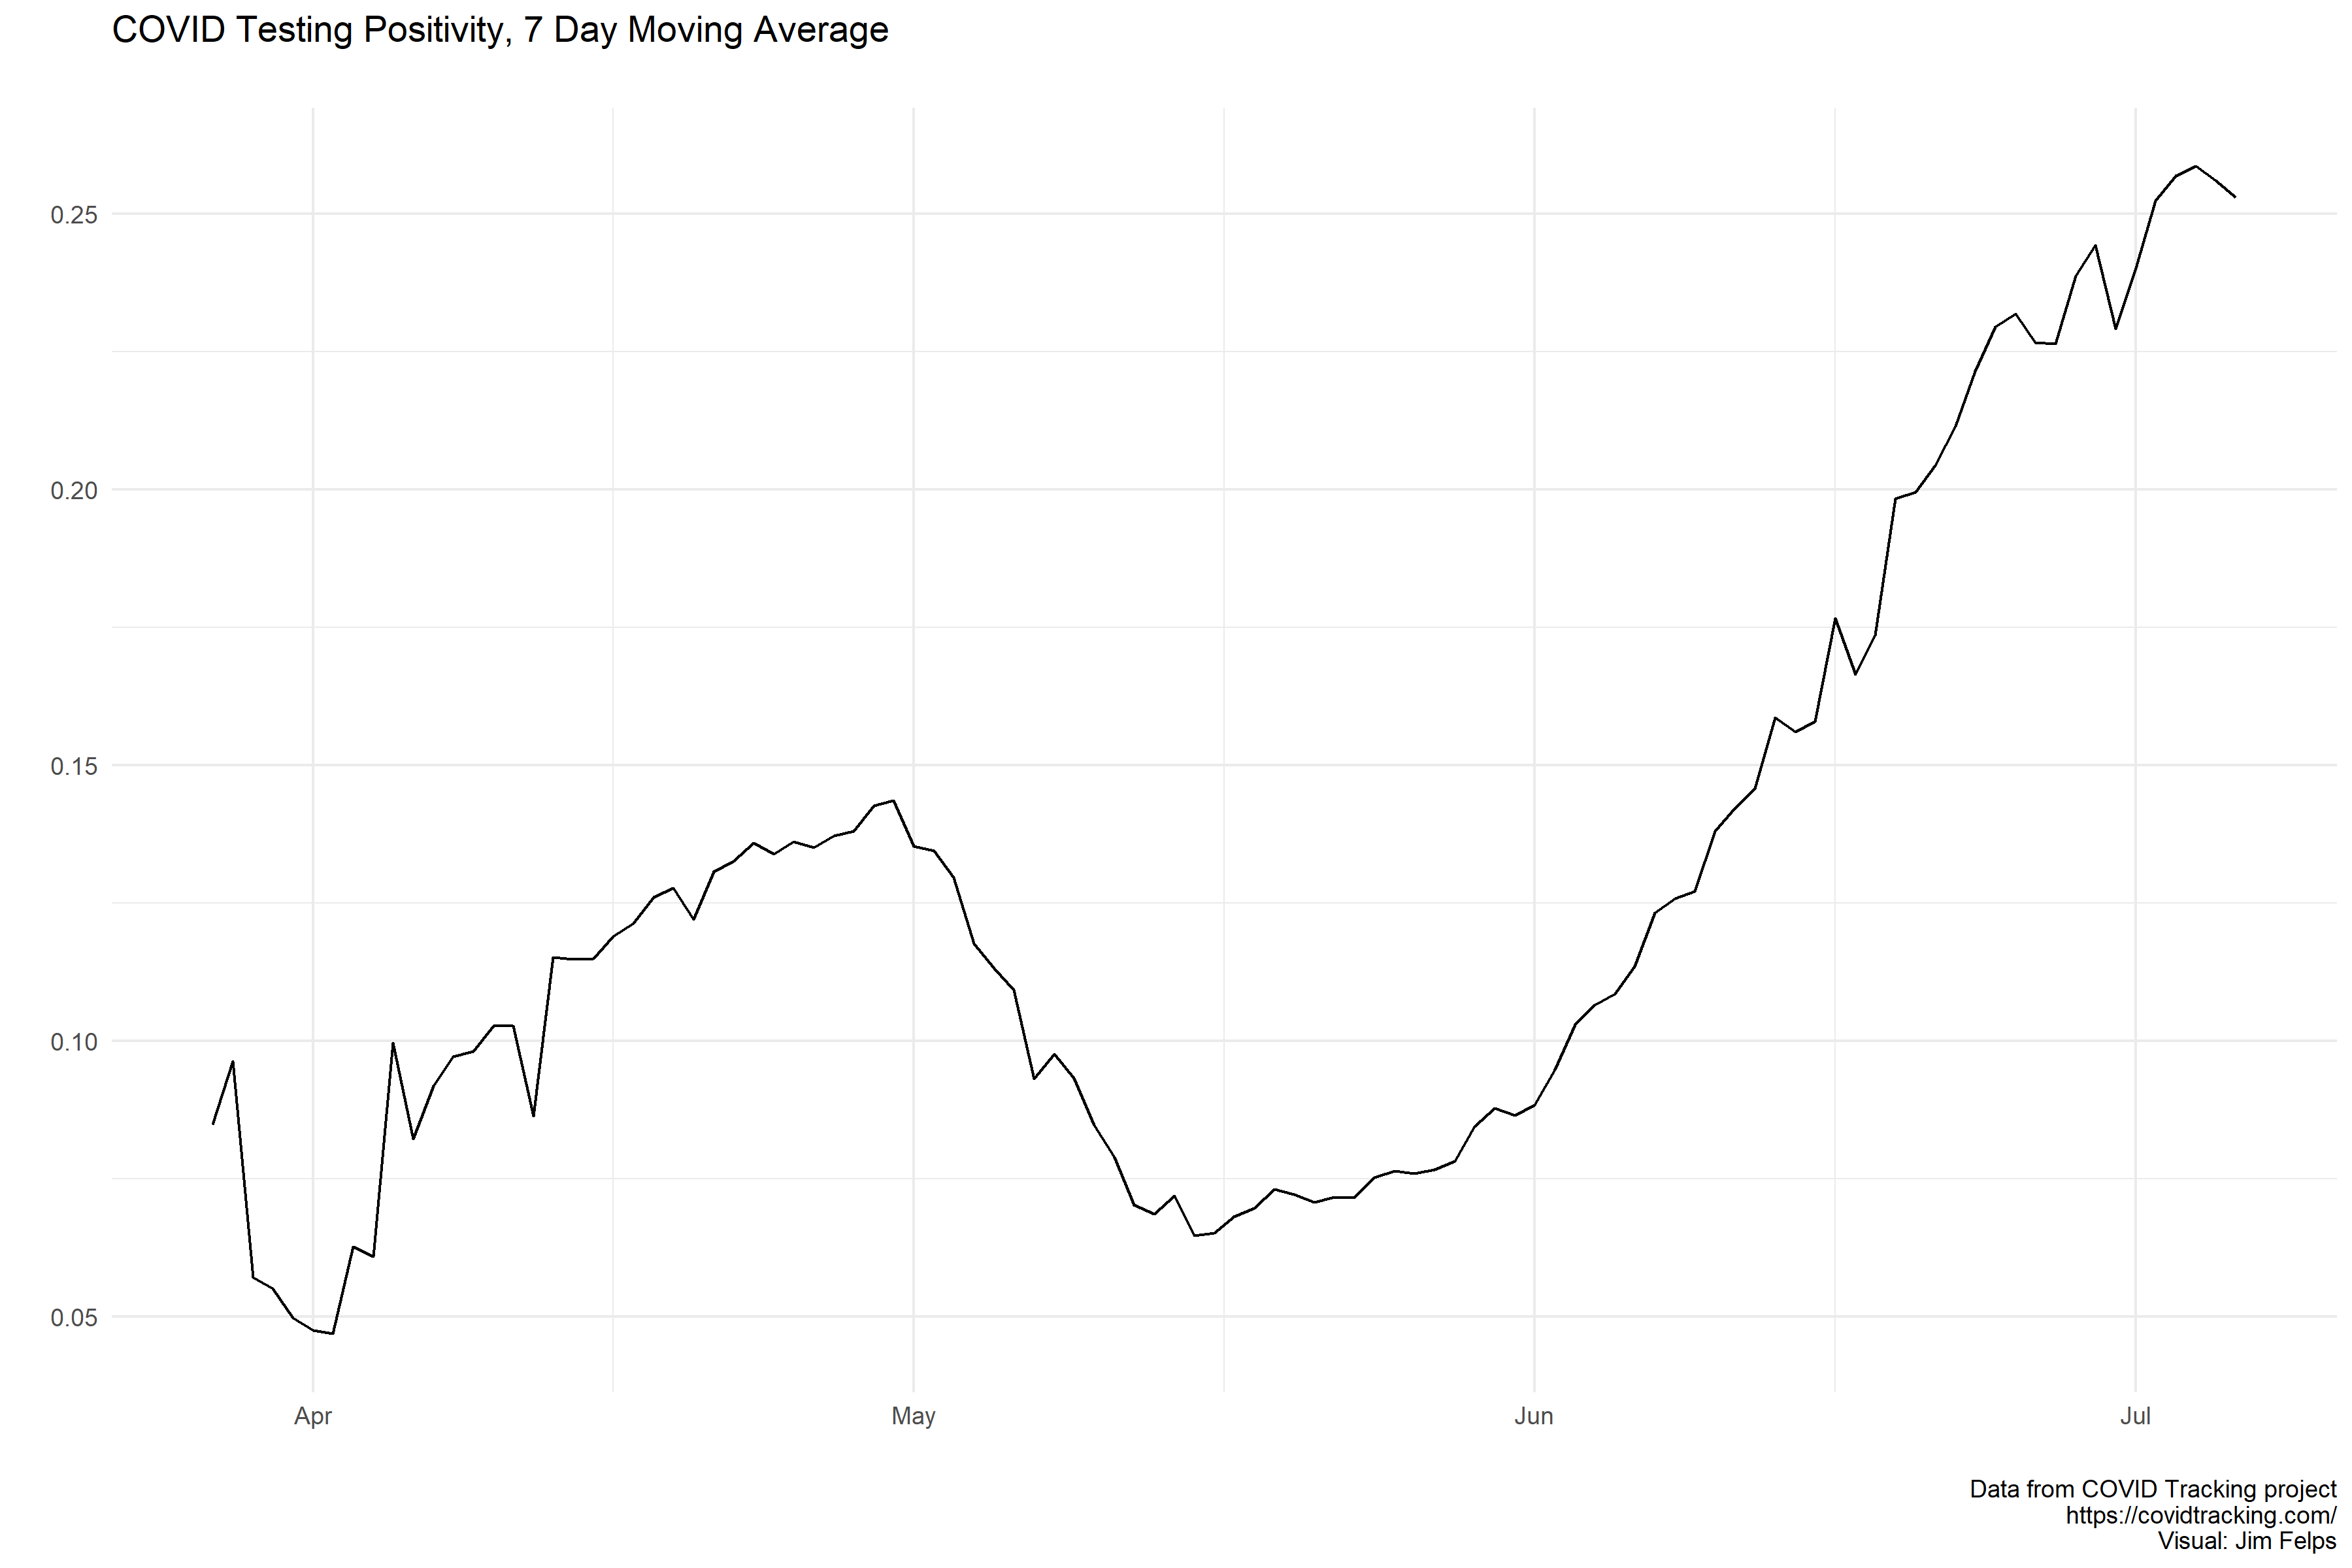 COVID Testing Positivity, 7 Day Moving Average
0.25
0.20
0.15
0.10
0.05
Apr May Jun Jul
Data from COVID Tracking project
https://covidtracking.com/
Visual: Jim Felps